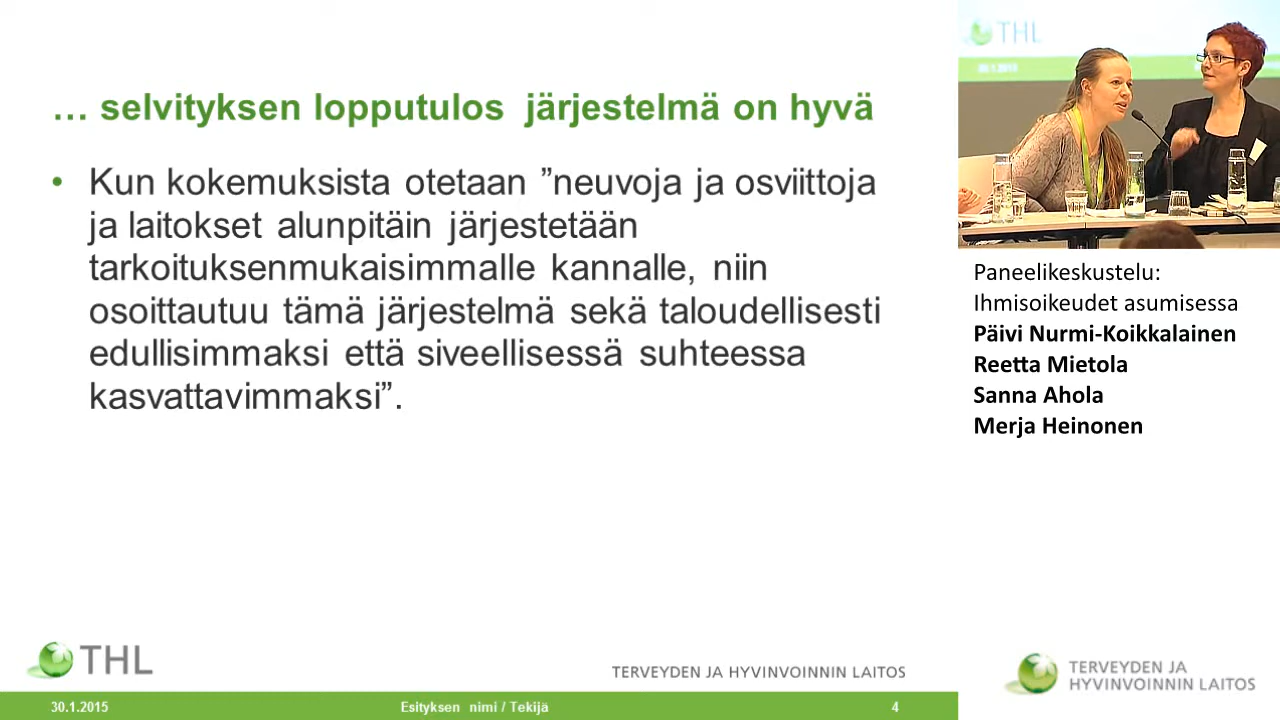 … selvityksen lopputulos järjestelmä on hyvä
• Kun kokemuksista otetaan ”neuvoja ja osviittoja
ja laitokset alunpitäin järjestetään
tarkoituksenmukaisimmalle kannalle, niin
osoittautuu tämä järjestelmä sekä taloudellisesti
edullisimmaksi että siveellisessä suhteessa
kasvattavimmaksi”.
THL
TERVEYDEN JA HYVINVOINNIN LAITOS
30.1.2015
Esityksen nimi / Tekijä
4
THL
30.1.2015
Paneelikeskustelu:
Ihmisoikeudet asumisessa
Päivi Nurmi-Koikkalainen
Reetta Mietola
Sanna Ahola
Merja Heinonen
TERVEYDEN JA
HYVINVOINNIN LAITOS